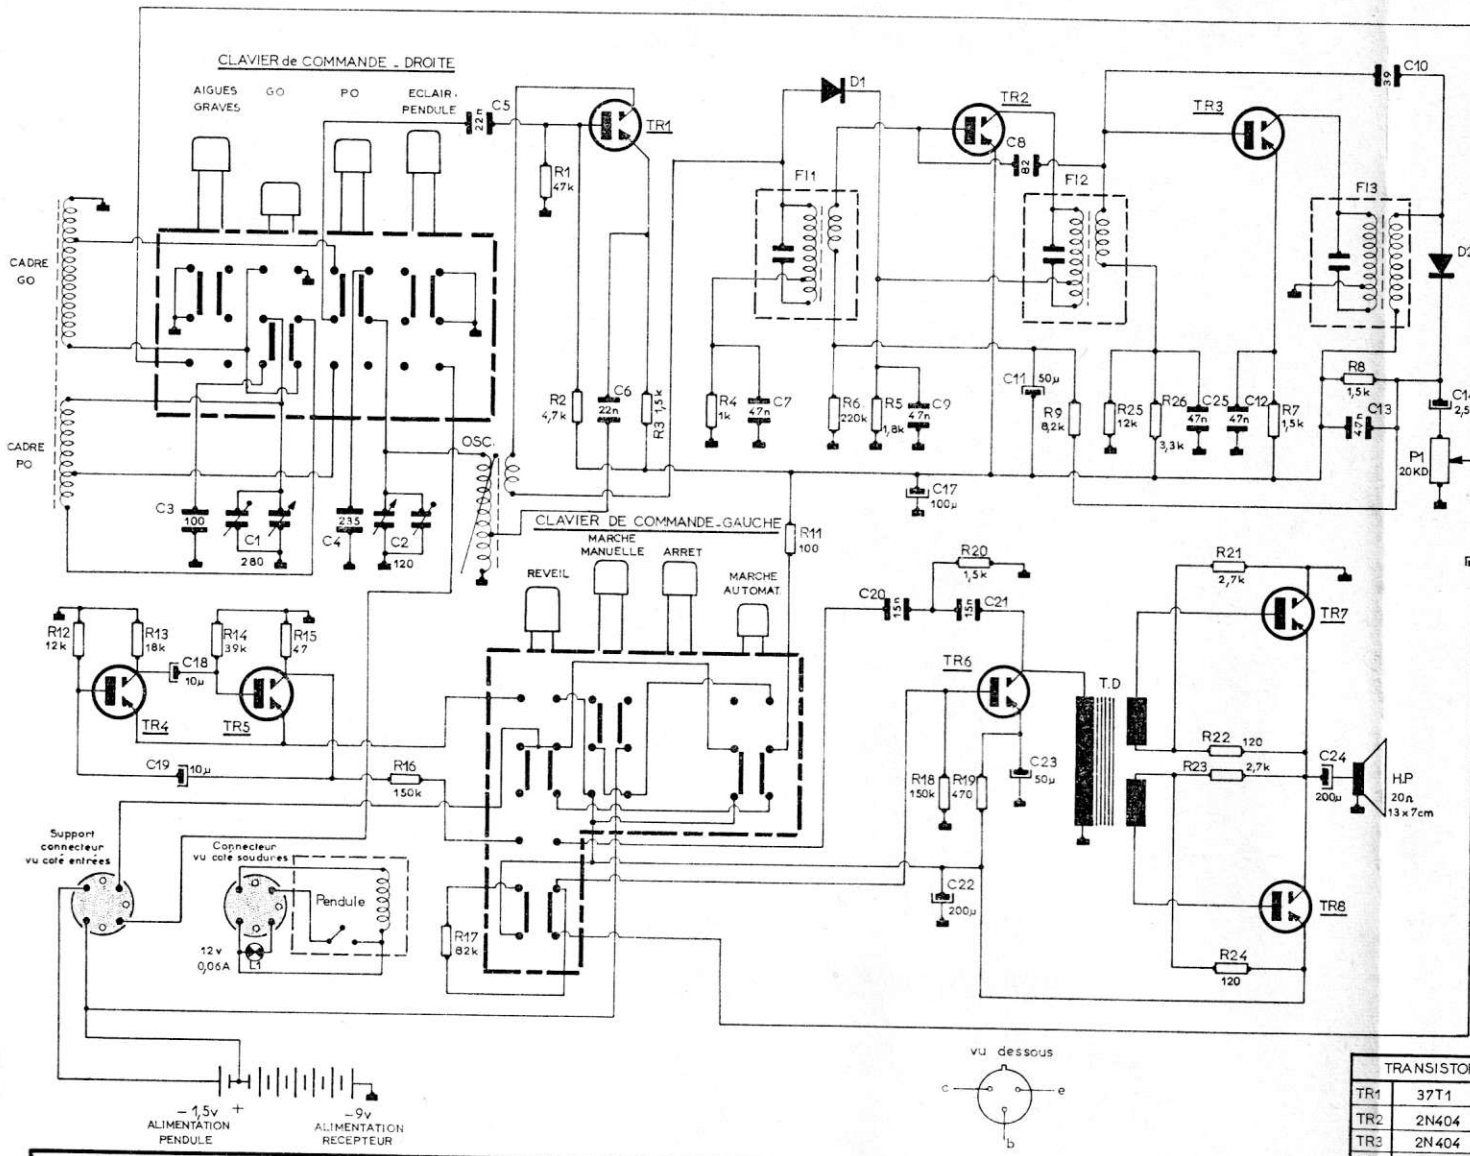 CLAVIER de COMMANDE - DROITE
AIGUES
GRAVES
GO
PO
ECLAIR.
PENDULE
C5
22n
TR1
R1
47k
D1
TR2
C8
82
TR3
C10
39
FI1
FI2
FI3
D2
CADRE
GO
CADRE
PO
R2
4,7k
C6
22n
R3
1,5k
R4
1k
C7
47n
R6
220k
R5
1,8k
C9
47n
C11
50µ
R9
8,2k
R25
12k
R26
3,3k
C25
47n
C12
47n
R7
1,5k
R8
1,5k
C13
47n
C14
2,5
P1
20KD
OSC.
C3
100
C1
280
C4
235
C2
120
C17
100µ
R11
100
CLAVIER DE COMMANDE-GAUCHE
REVEIL
MARCHE
MANUELLE
ARRET
MARCHE
AUTOMAT.
R20
1,5k
C20
15n
C21
15n
R21
2,7k
TR7
R12
12k
R13
18k
C18
10µ
R14
39k
R15
47
TR4
TR5
C19
10µ
R16
150k
TR6
T.D
R18
150k
R19
470
C23
50µ
R22
120
R23
2,7k
C24
200µ
H.P
20Ω
13x7cm
Support
connecteur
vu coté entrées
Connecteur
vu coté soudures
Pendule
12v
0,06A
L1
R17
82k
C22
200µ
TR8
R24
120
- 1,5v +
ALIMENTATION
PENDULE
-9v
ALIMENTATION
RECEPTEUR
vu dessous
c
e
b
TRANSISTOR
TR1 37T1
TR2 2N404
TR3 2N404